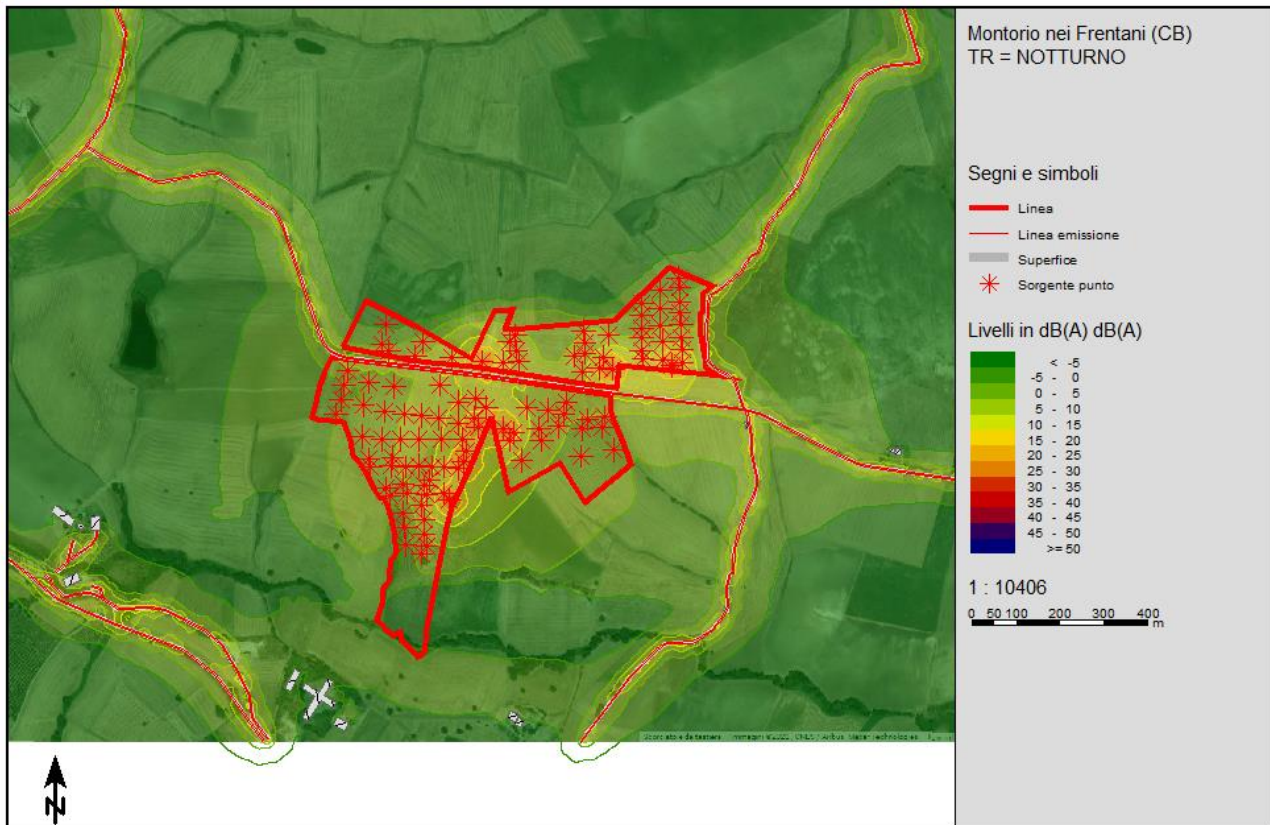 Montorio nei Frentani (CB)
TR = NOTTURNO
Segni e simboli
Linea
Linea emissione
Superfice
Sorgente punto
Livelli in dB(A) dB(A)
< -5
-5 - 0
0 - 5
5 - 10
10 - 15
15 - 20
20 - 25
25 - 30
30 - 35
35 - 40
40 - 45
45 - 50
>= 50
1 : 10406
0 50 100 200 300 400
m
N